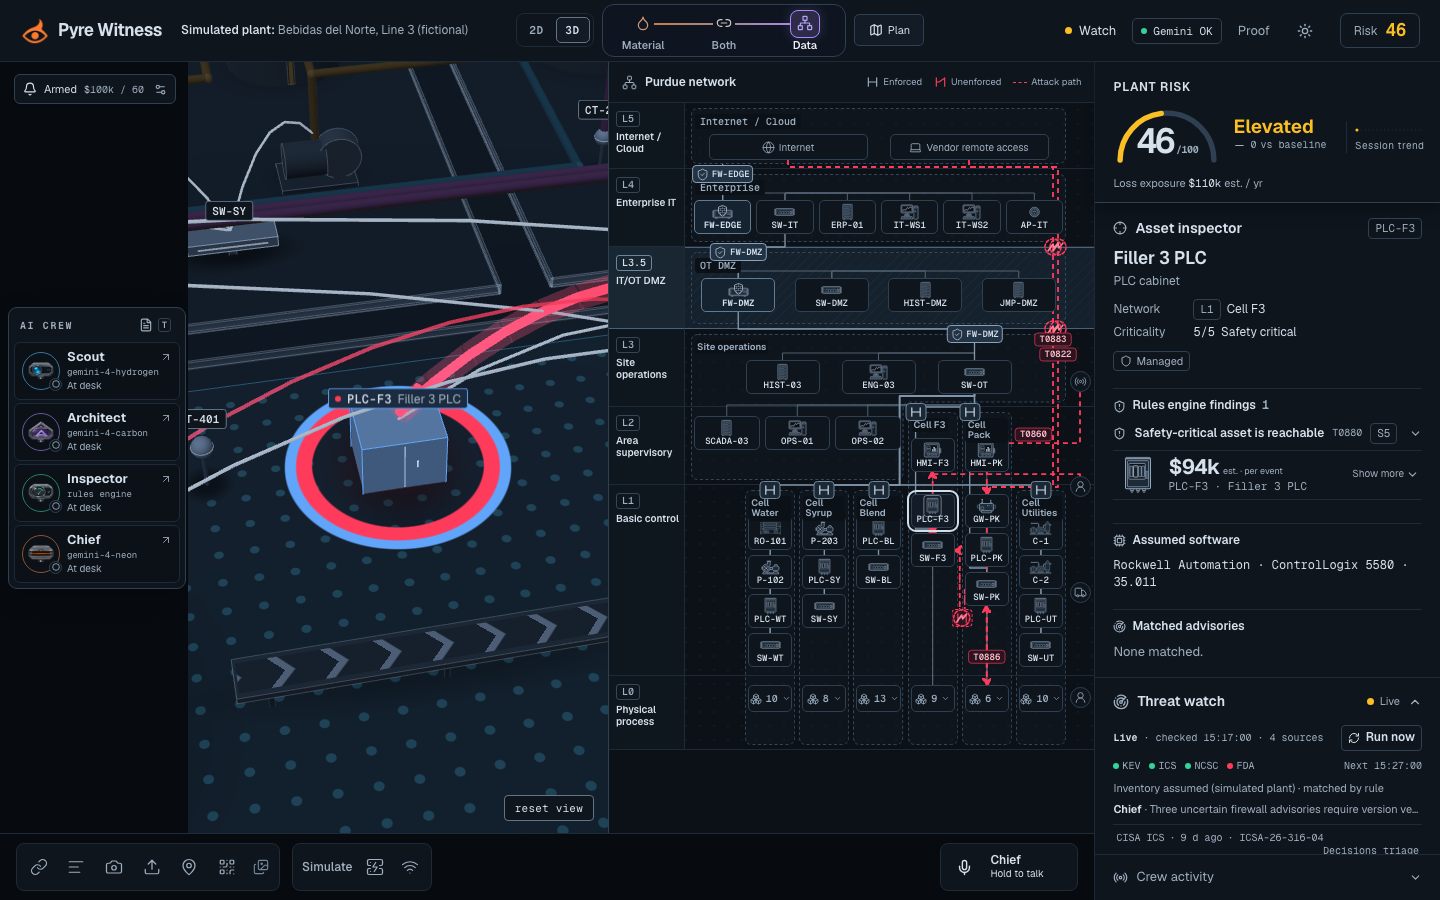 Pyre Witness
Simulated plant: Bebidas del Norte, Line 3 (fictional)
2D 3D
Material Both Data
Plan
Watch
Gemini OK
Proof
Risk 46
Armed $100k / 60
AI CREW T
Scout
gemini-4-hydrogen
At desk
Architect
gemini-4-carbon
At desk
Inspector
rules engine
At desk
Chief
gemini-4-neon
At desk
SW-SY
PLC-F3 Filler 3 PLC
T-401
reset view
Purdue network
Enforced Unenforced Attack path
L5
Internet / Cloud
Internet / Cloud
Internet
Vendor remote access
L4
Enterprise IT
FW-EDGE
Enterprise
FW-EDGE SW-IT ERP-01 IT-WS1 IT-WS2 AP-IT
L3.5
IT/OT DMZ
FW-DMZ
OT DMZ
FW-DMZ SW-DMZ HIST-DMZ JMP-DMZ
L3
Site operations
Site operations
FW-DMZ
T0883
T0822
HIST-03 ENG-03 SW-OT
L2
Area supervisory
SCADA-03 OPS-01 OPS-02
Cell F3
HMI-F3
Cell Pack
HMI-PK
T0860
L1
Basic control
Cell Water
RO-101
P-102
PLC-WT
SW-WT
Cell Syrup
P-203
PLC-SY
SW-SY
Cell Blend
PLC-BL
SW-BL
PLC-F3
SW-F3
GW-PK
PLC-PK
SW-PK
T0886
Cell Utilities
C-1
C-2
PLC-UT
SW-UT
L0
Physical process
10 8 13 9 6 10
PLANT RISK
46 /100
Elevated
— 0 vs baseline
Session trend
Loss exposure $110k est. / yr
Asset inspector PLC-F3
Filler 3 PLC
PLC cabinet
Network L1 Cell F3
Criticality 5/5 Safety critical
Managed
Rules engine findings 1
Safety-critical asset is reachable T0880 S5
$94k est. · per event
PLC-F3 · Filler 3 PLC
Show more
Assumed software
Rockwell Automation · ControlLogix 5580 ·
35.011
Matched advisories
None matched.
Threat watch Live
Live · checked 15:17:00 · 4 sources
Run now
KEV ICS NCSC FDA Next 15:27:00
Inventory assumed (simulated plant) · matched by rule
Chief · Three uncertain firewall advisories require version ve…
CISA ICS · 9 d ago · ICSA-26-316-04
Decisions triage
Crew activity
Simulate
Chief
Hold to talk